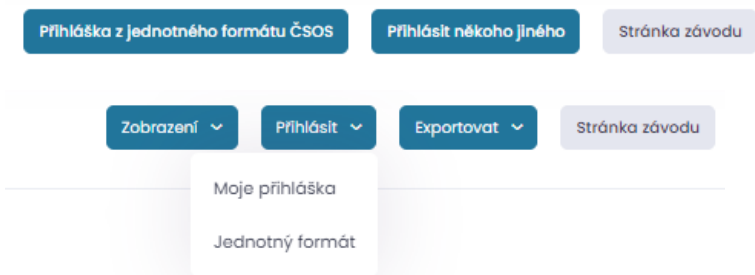 Přihláška z jednotného formátu ČSOS Přihlásit někoho jiného Stránka závodu
Zobrazení Přihlásit Exportovat Stránka závodu
Moje přihláška
Jednotný formát